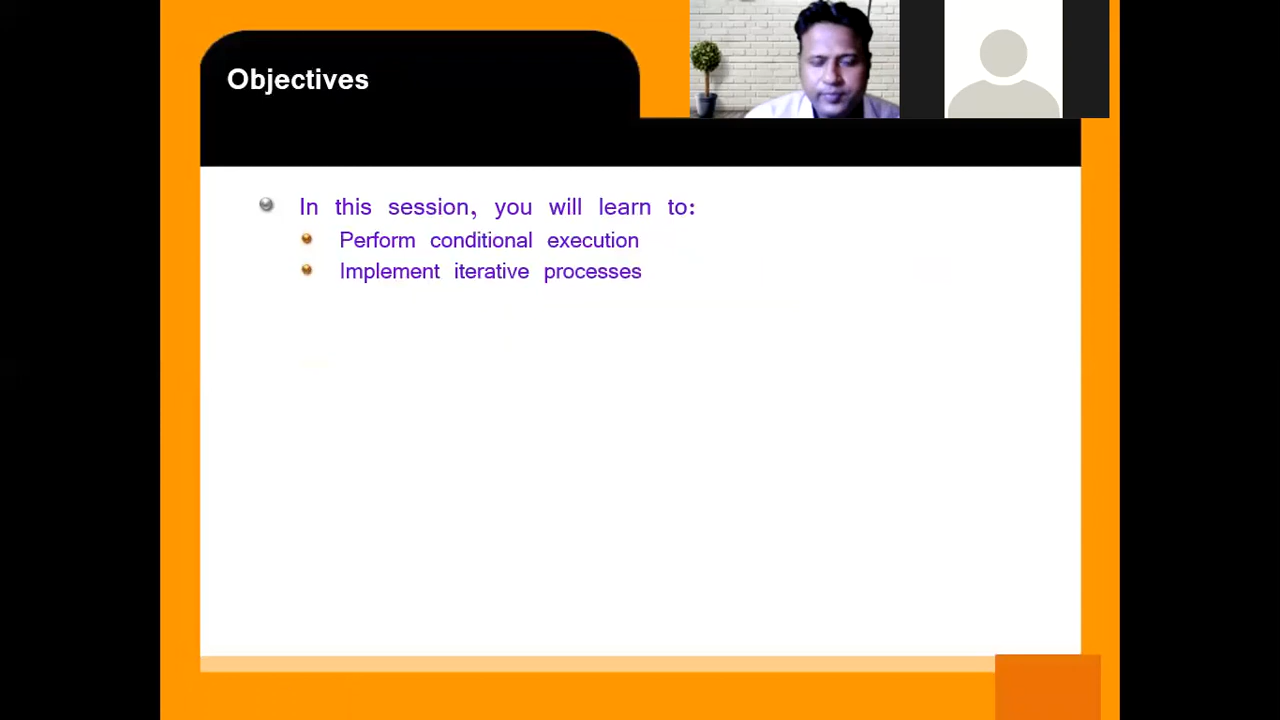 Objectives
In this session, you will learn to:
Perform conditional execution
Implement iterative processes